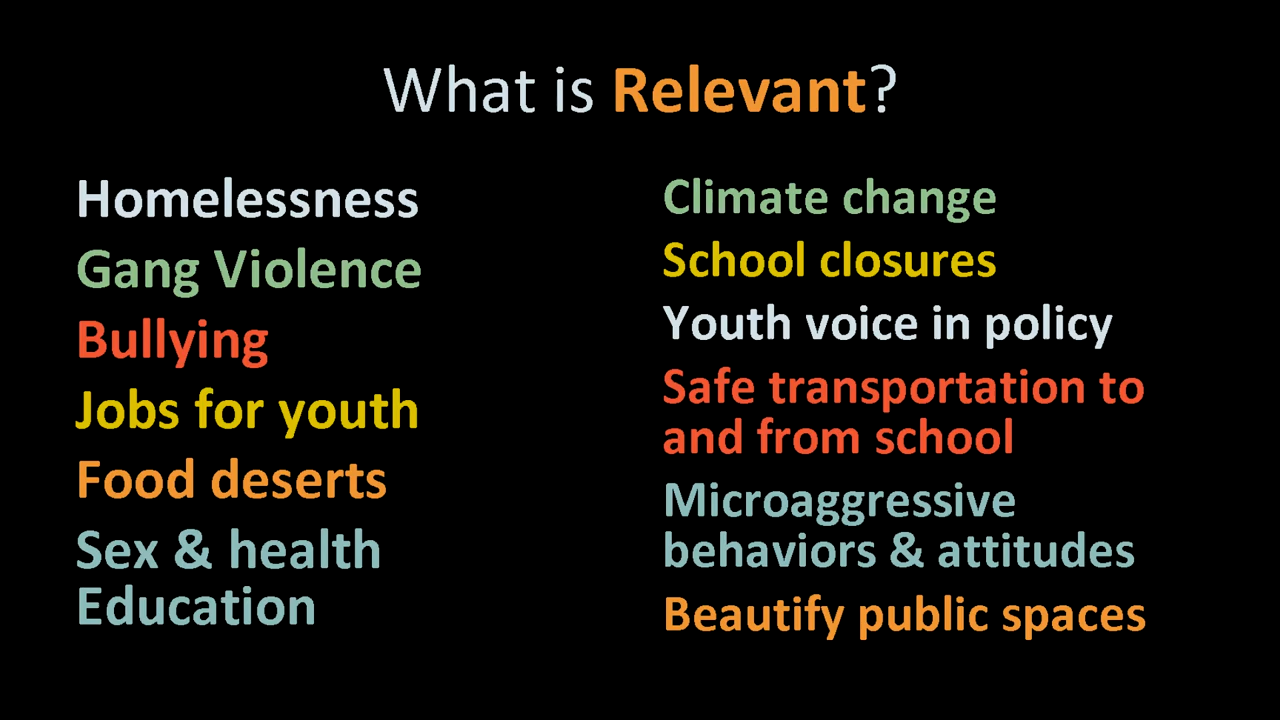 What is Relevant?
Homelessness
Gang Violence
Bullying
Jobs for youth
Food deserts
Sex & health
Education
Climate change
School closures
Youth voice in policy
Safe transportation to
and from school
Microaggressive
behaviors & attitudes
Beautify public spaces